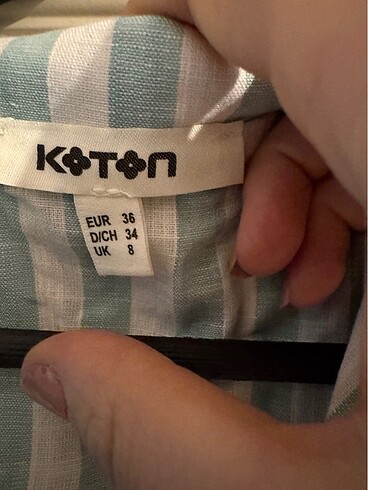 KOTON
EUR 36
D/CH 34
UK 8